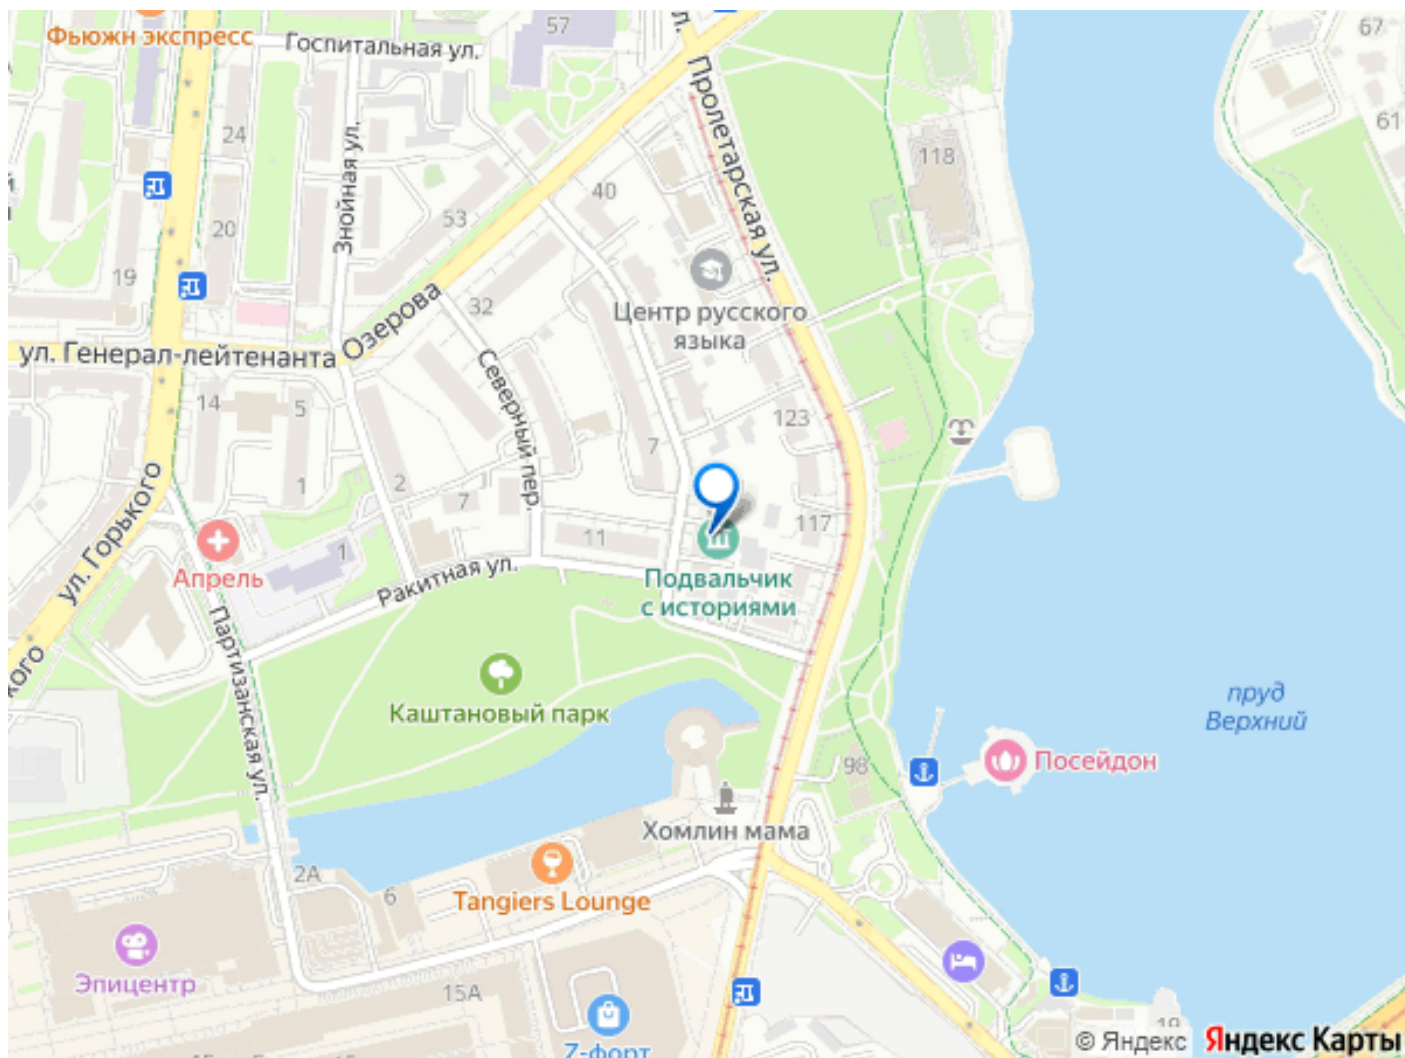 Фьюжн экспресс
Госпитальная ул.
57
67
61
ул.
Пролетарская ул.
24
118
Знойная ул.
40
20
53
19
Центр русского
языка
32
ул. Генерал-лейтенанта Озерова
Северный пер.
14
5
123
7
1
2
7
ул. Горького
117
11
1
Апрель
Ракитная ул.
Подвальчик
с историями
Партизанская ул.
кого
Каштановый парк
пруд
Верхний
98
Посейдон
Хомлин мама
2А
6
Tangiers Lounge
Эпицентр
15А
Z-форт
19
© Яндекс
Яндекс Карты